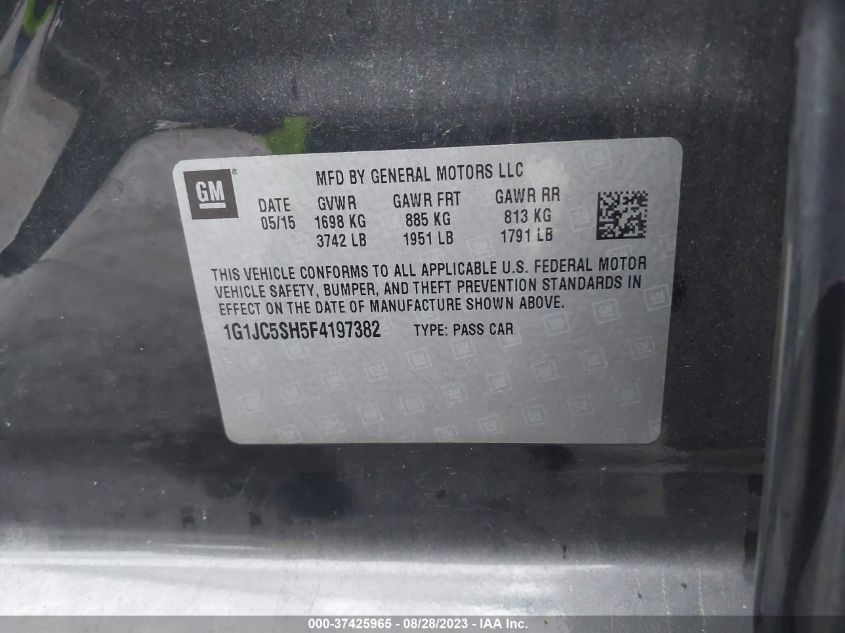 GM ®
MFD BY GENERAL MOTORS LLC
DATE GVWR GAWR FRT GAWR RR
05/15 1698 KG 885 KG 813 KG
3742 LB 1951 LB 1791 LB
THIS VEHICLE CONFORMS TO ALL APPLICABLE U.S. FEDERAL MOTOR
VEHICLE SAFETY, BUMPER, AND THEFT PREVENTION STANDARDS IN
EFFECT ON THE DATE OF MANUFACTURE SHOWN ABOVE.
1G1JC5SH5F4197382 TYPE: PASS CAR
000-37425965 - 08/28/2023 - IAAI.com - Copyright IAA, Inc.